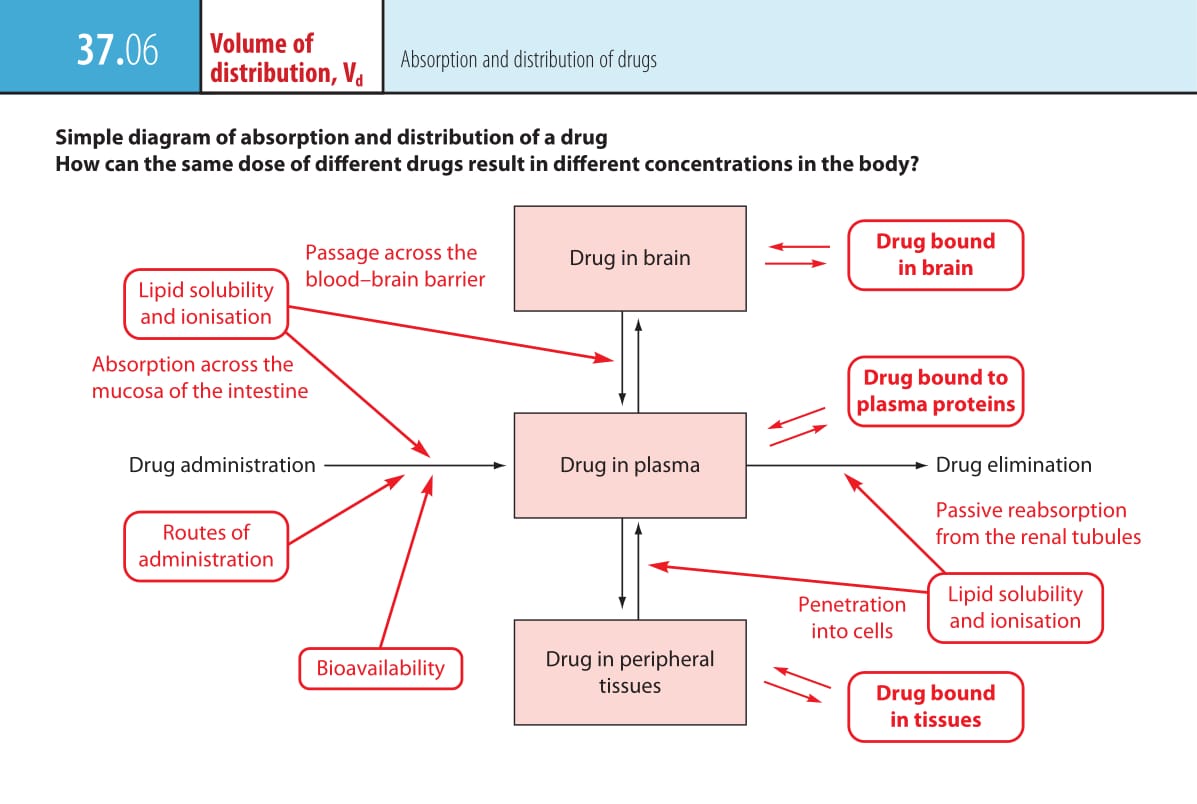 37.06
Volume of
distribution, Vd
Absorption and distribution of drugs
Simple diagram of absorption and distribution of a drug
How can the same dose of different drugs result in different concentrations in the body?
Passage across the
blood–brain barrier
Drug in brain
Drug bound
in brain
Lipid solubility
and ionisation
Absorption across the
mucosa of the intestine
Drug bound to
plasma proteins
Drug administration
Drug in plasma
Drug elimination
Routes of
administration
Passive reabsorption
from the renal tubules
Penetration
into cells
Lipid solubility
and ionisation
Bioavailability
Drug in peripheral
tissues
Drug bound
in tissues